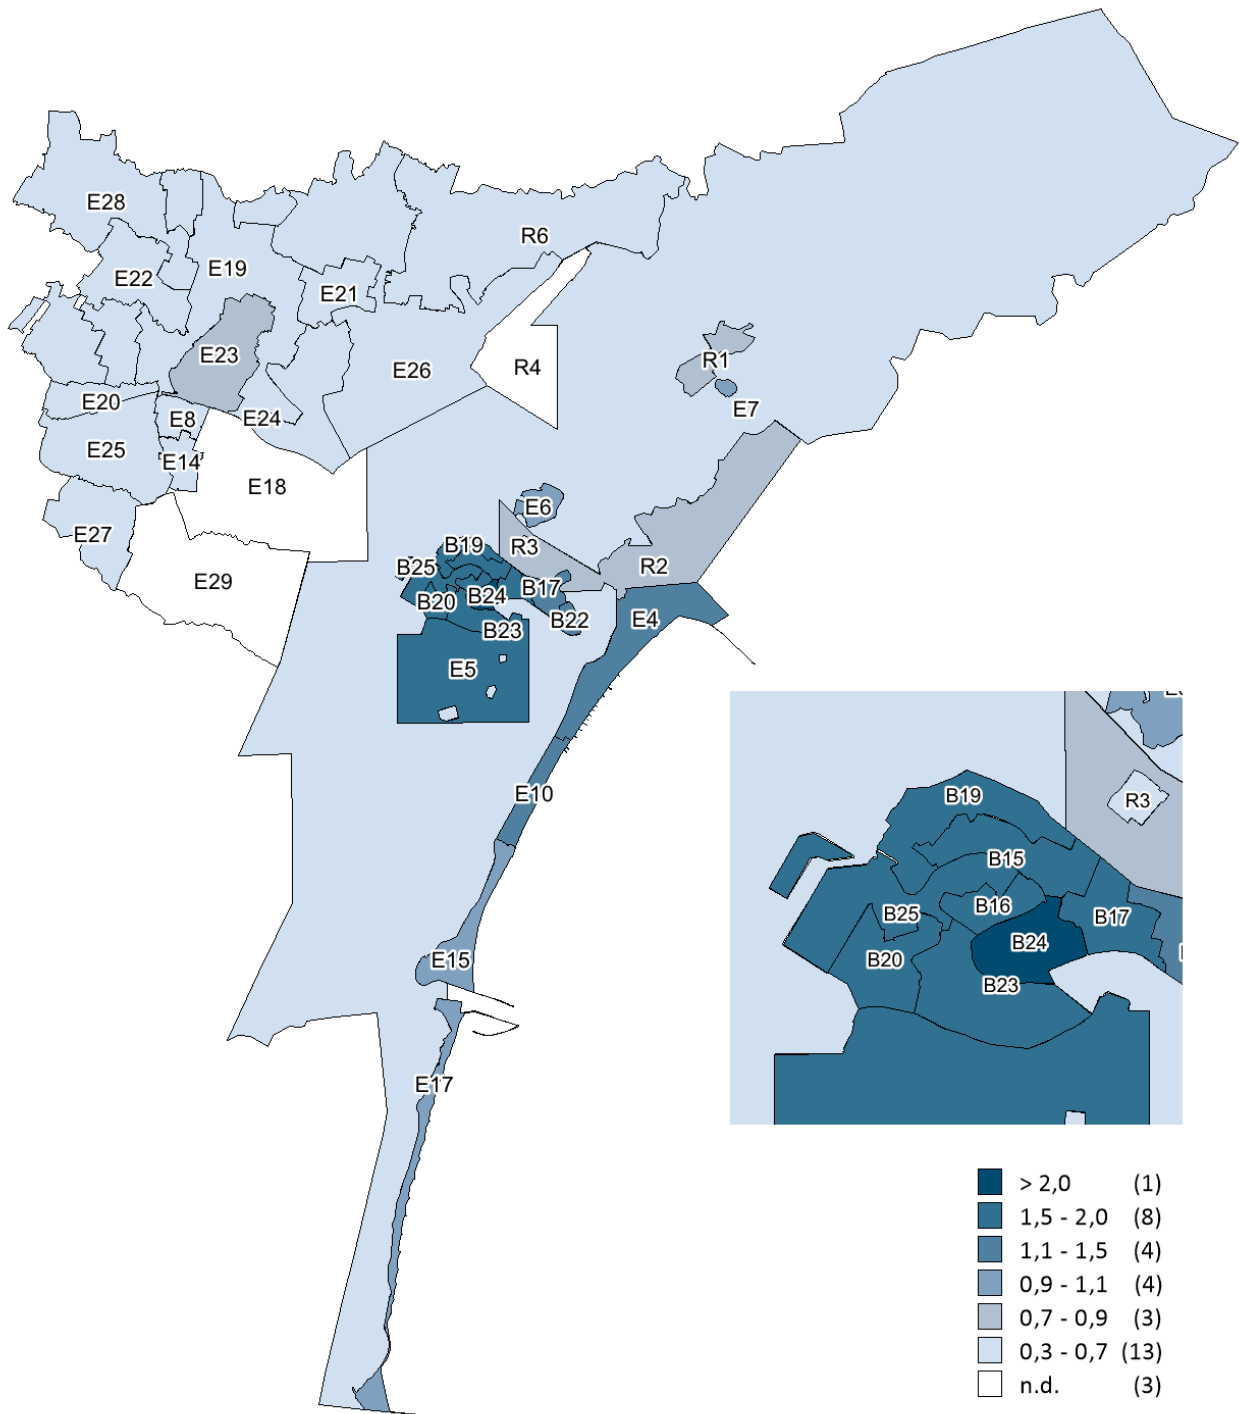 E28
R6
E19
E22
E21
E23
R1
R4
E26
E20
E7
E8
E24
E25
E14
E18
E6
E27
B19
R3
B25
R2
E29
B17
B24
B20
B22
E4
B23
E5
E10
E15
E17
R3
B19
B15
B16
B25
B17
B24
B20
B23
> 2,0 (1)
1,5 - 2,0 (8)
1,1 - 1,5 (4)
0,9 - 1,1 (4)
0,7 - 0,9 (3)
0,3 - 0,7 (13)
n.d. (3)